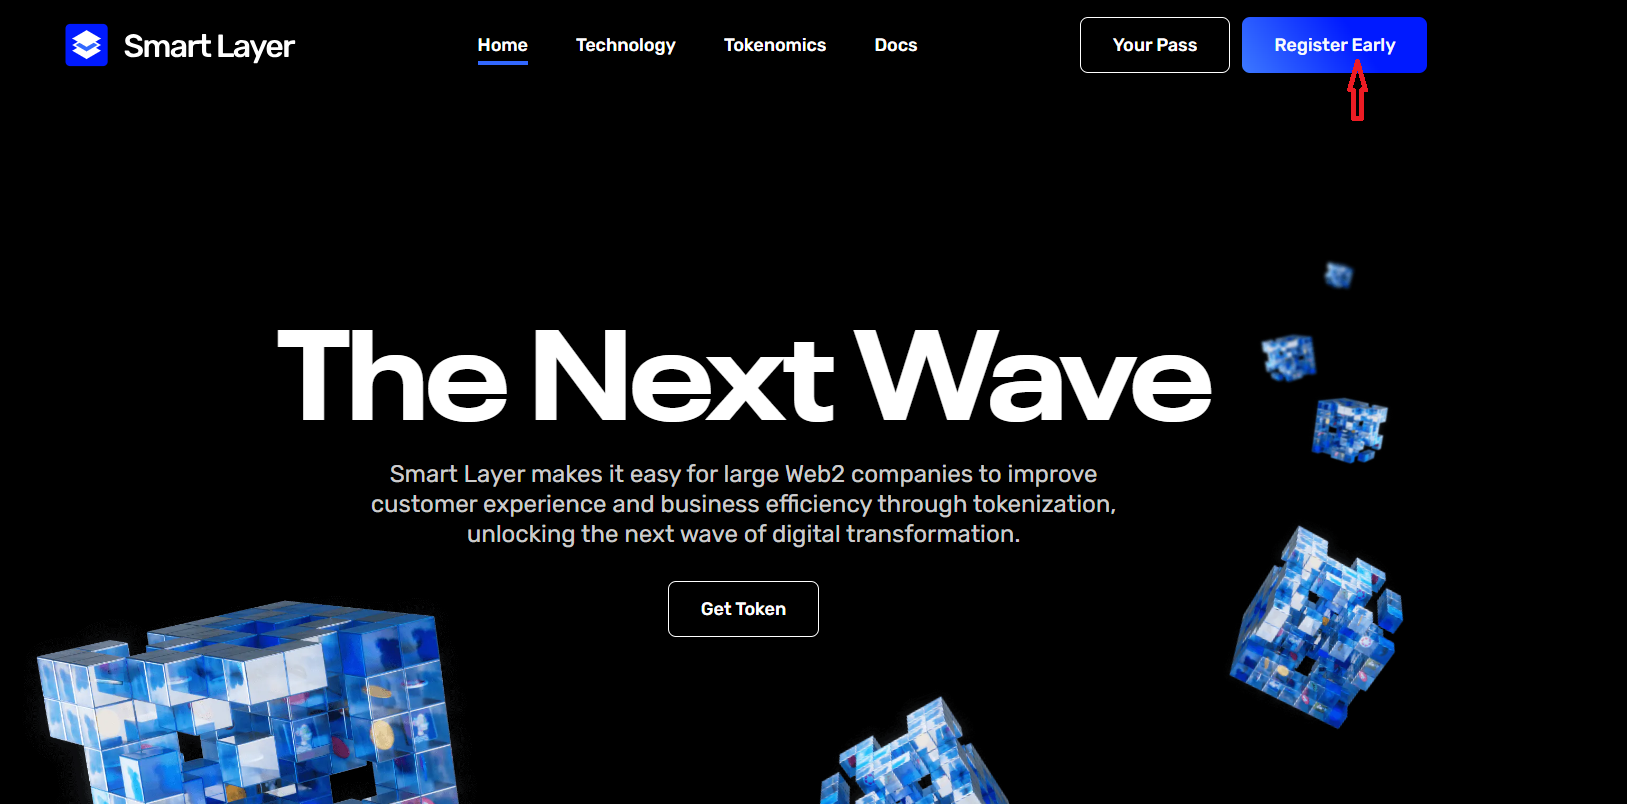 Smart Layer
Home
Technology
Tokenomics
Docs
Your Pass
Register Early
The Next Wave
Smart Layer makes it easy for large Web2 companies to improve
customer experience and business efficiency through tokenization,
unlocking the next wave of digital transformation.
Get Token